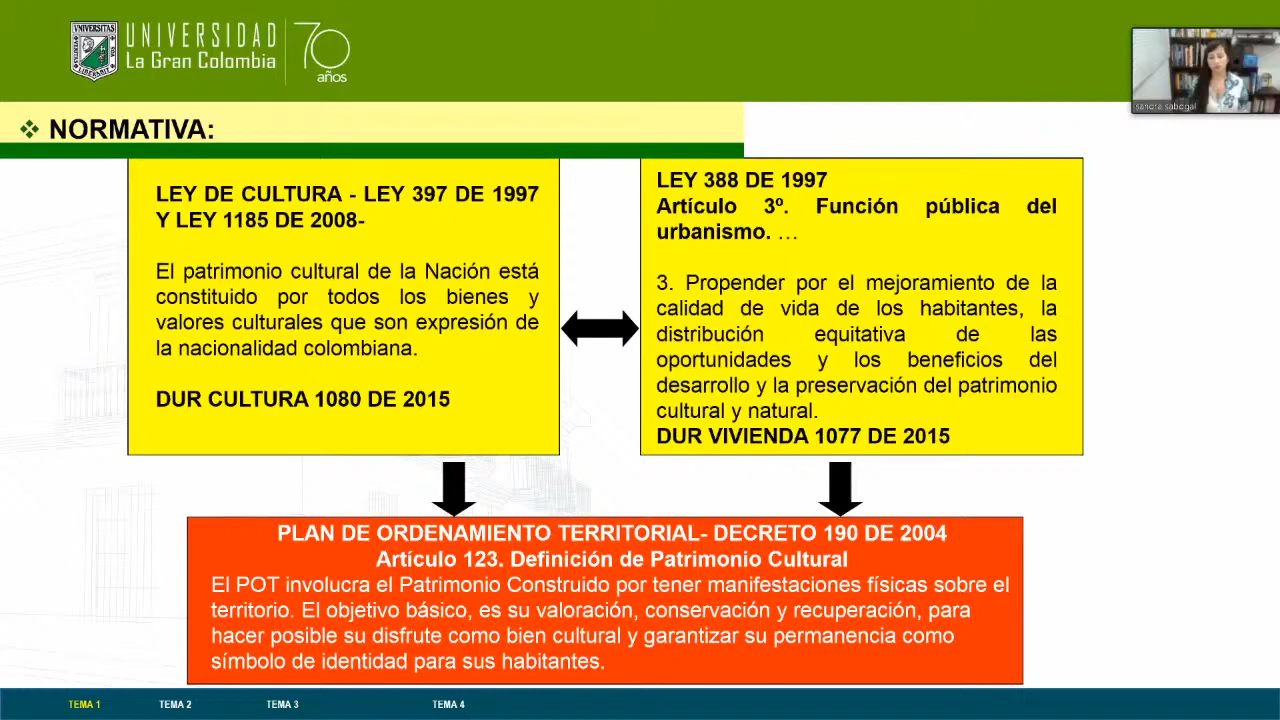 UNIVERSIDAD
La Gran Colombia
70
años
UNIVERSITAS
sandra sabogal
❖ NORMATIVA:
LEY DE CULTURA - LEY 397 DE 1997
Y LEY 1185 DE 2008-
El patrimonio cultural de la Nación está
constituido por todos los bienes y
valores culturales que son expresión de
la nacionalidad colombiana.
DUR CULTURA 1080 DE 2015
LEY 388 DE 1997
Artículo 3º. Función pública del
urbanismo. …
3. Propender por el mejoramiento de la
calidad de vida de los habitantes, la
distribución equitativa de las
oportunidades y los beneficios del
desarrollo y la preservación del patrimonio
cultural y natural.
DUR VIVIENDA 1077 DE 2015
PLAN DE ORDENAMIENTO TERRITORIAL- DECRETO 190 DE 2004
Artículo 123. Definición de Patrimonio Cultural
El POT involucra el Patrimonio Construido por tener manifestaciones físicas sobre el
territorio. El objetivo básico, es su valoración, conservación y recuperación, para
hacer posible su disfrute como bien cultural y garantizar su permanencia como
símbolo de identidad para sus habitantes.
TEMA 1 TEMA 2 TEMA 3 TEMA 4